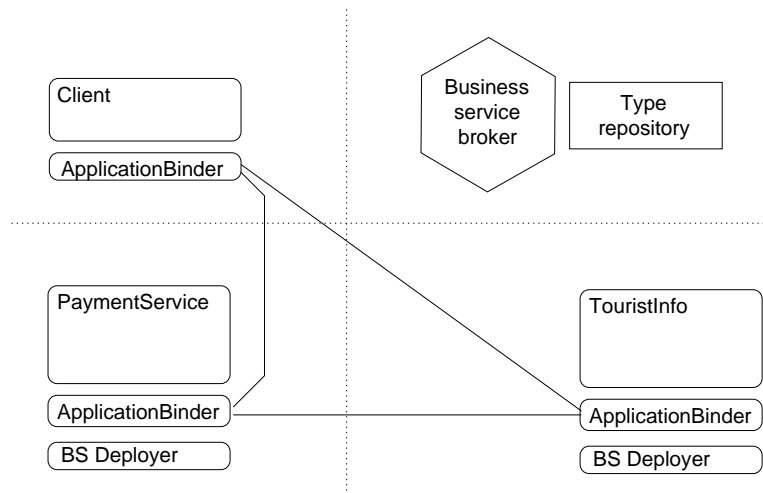 Client
ApplicationBinder
Business
service
broker
Type
repository
PaymentService
ApplicationBinder
BS Deployer
TouristInfo
ApplicationBinder
BS Deployer